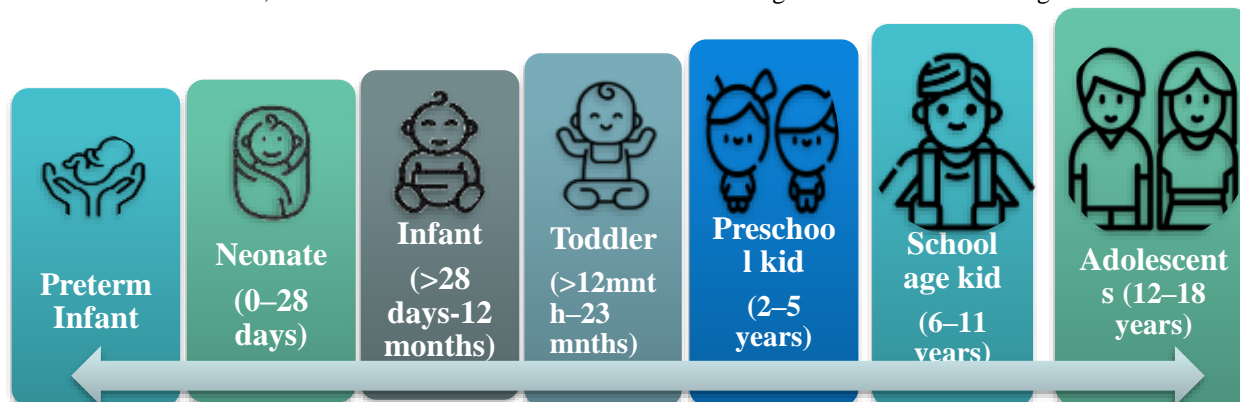 Preterm
Infant
Neonate
(0–28
days)
Infant
(>28
days-12
months)
Toddler
(>12mnt
h–23
mnths)
Preschoo
l kid
(2–5
years)
School
age kid
(6–11
years)
Adolescent
s (12–18
years)